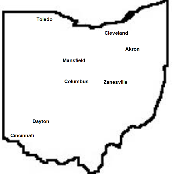 Toledo
Cleveland
Akron
Mansfield
Columbus
Zanesville
Dayton
Cincinnati